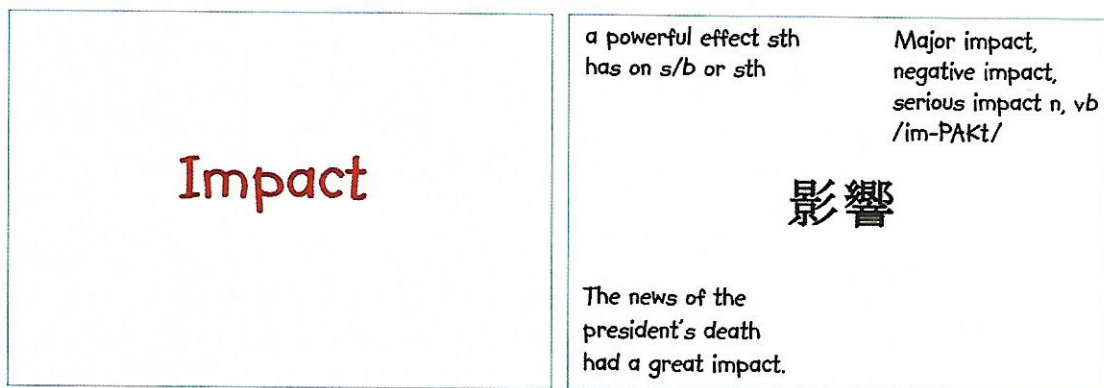 Impact
a powerful effect sth
has on s/b or sth
Major impact,
negative impact,
serious impact n, vb
/im-PAKt/
影響
The news of the
president's death
had a great impact.